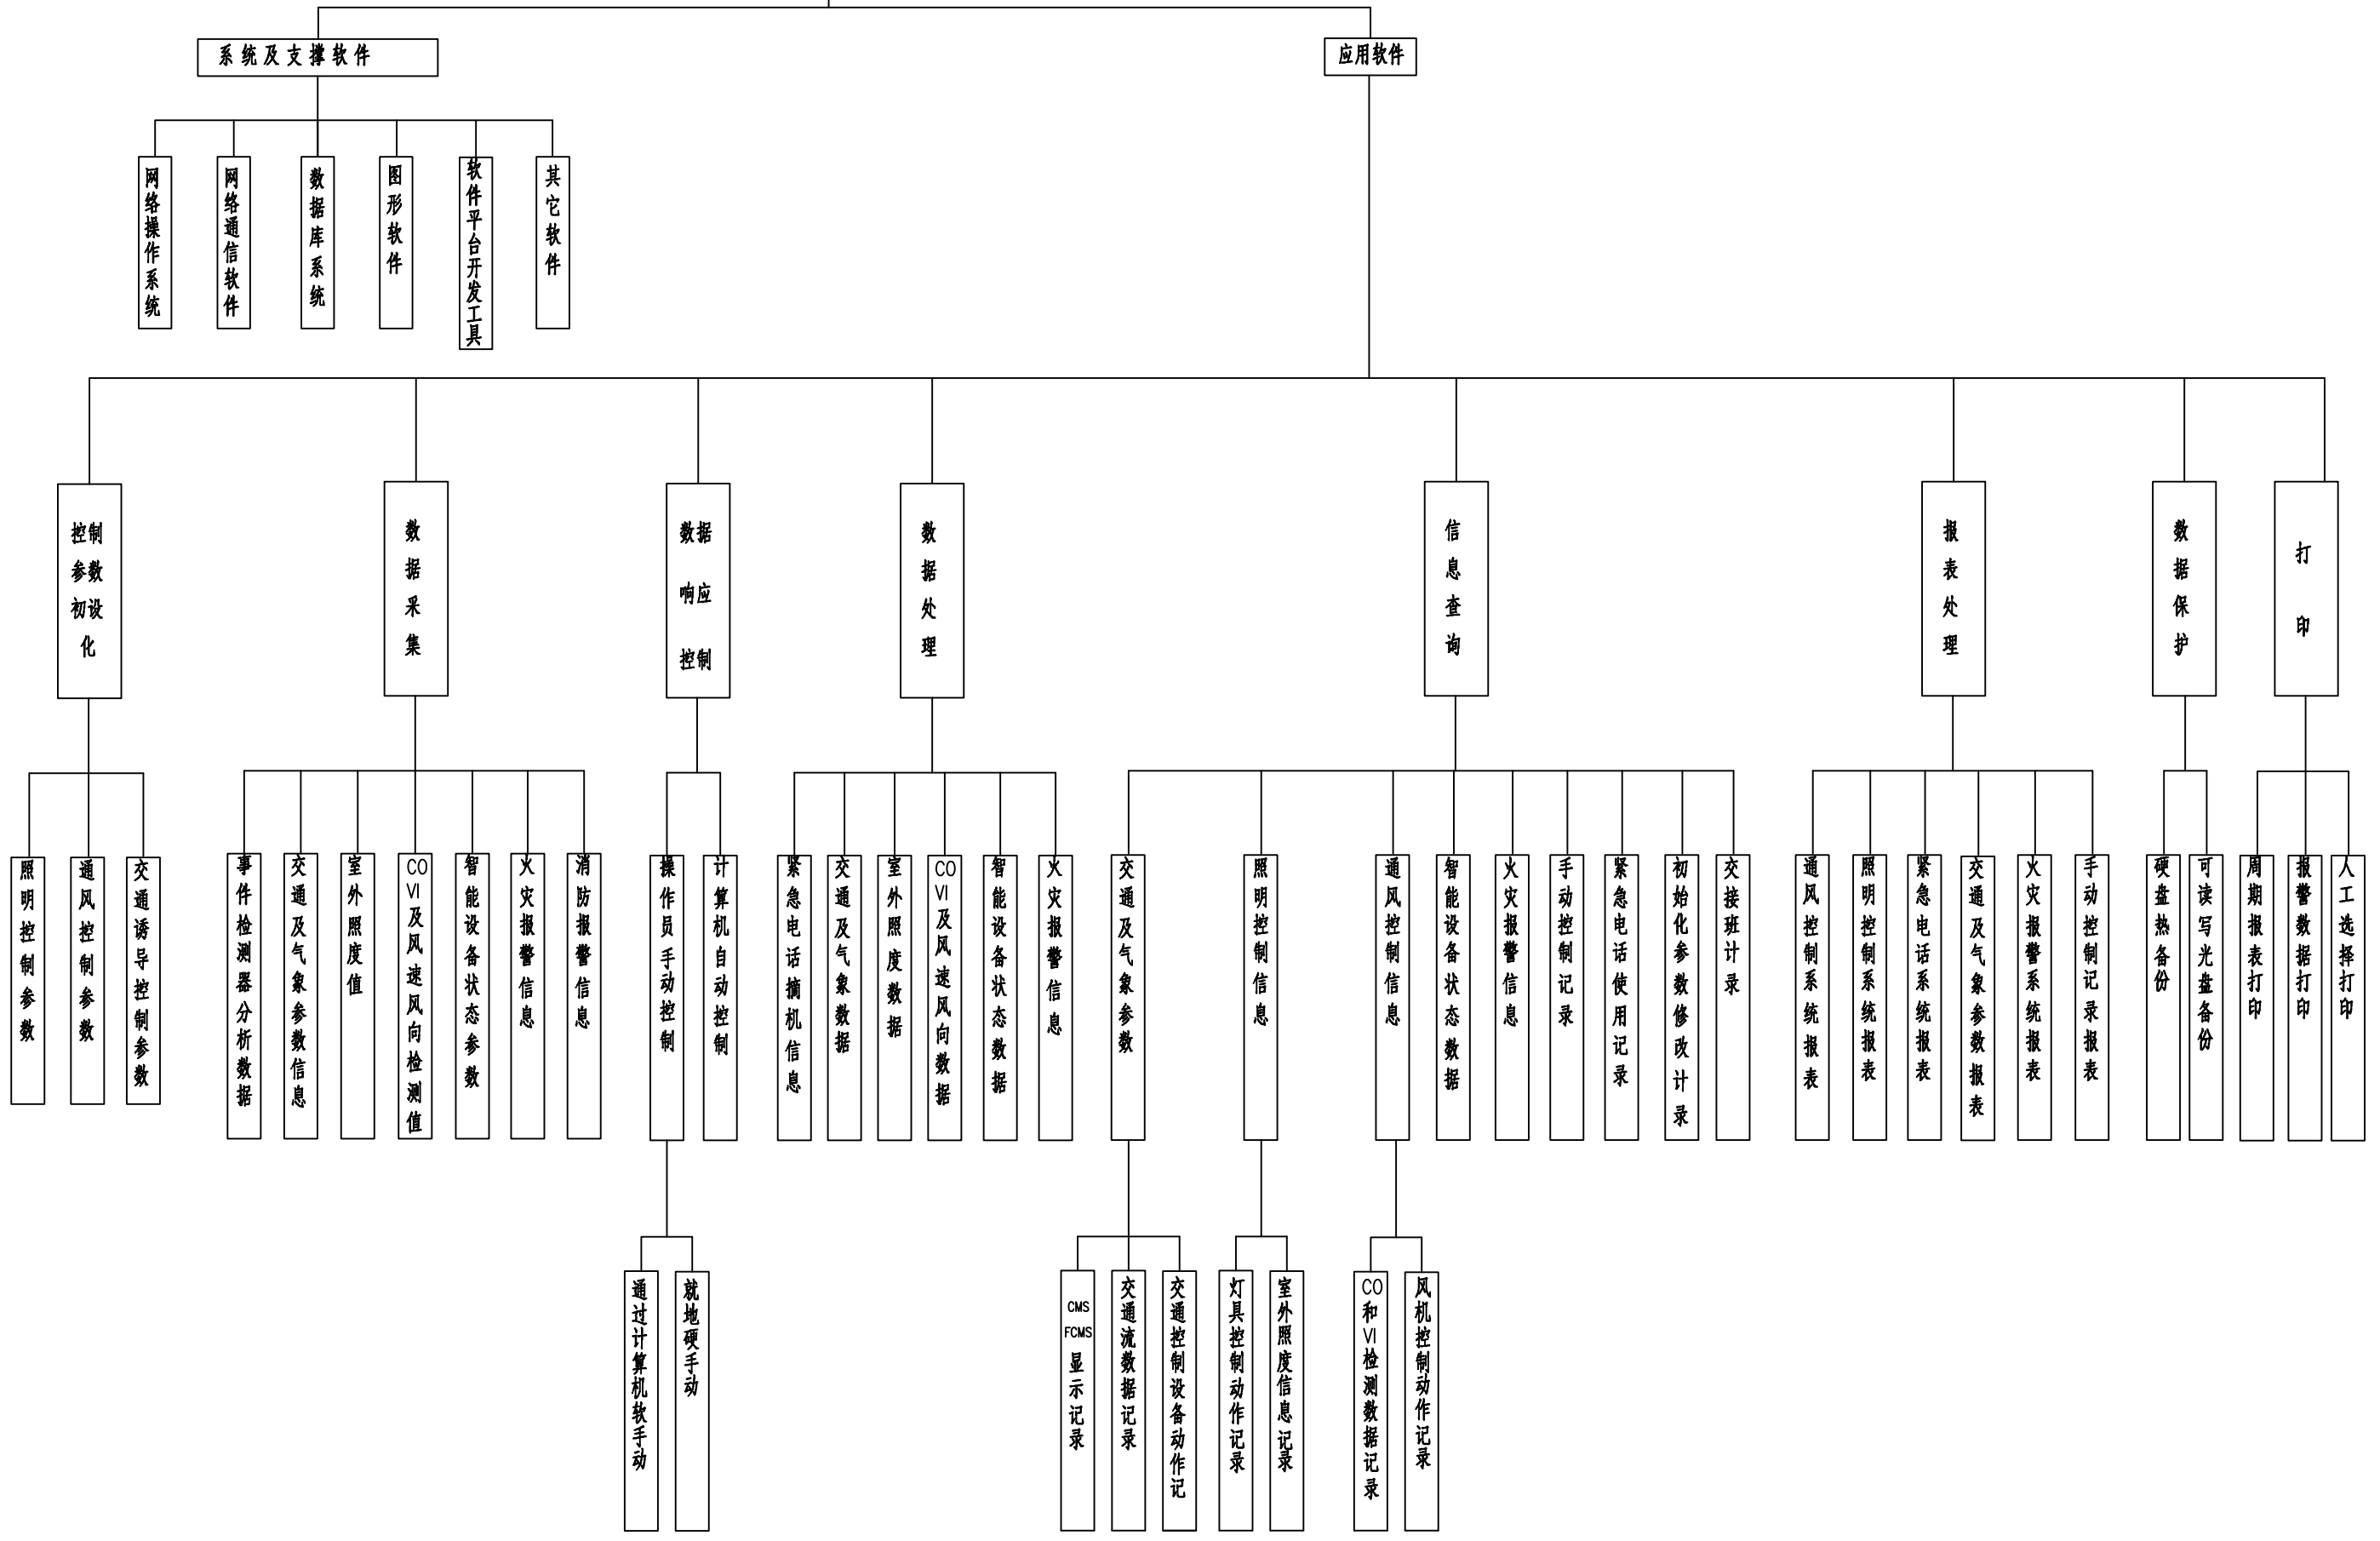 系统及支撑软件
应用软件
网络操作系统
网络通信软件
数据库系统
图形软件
软件平台开发工具
其它软件
控制
参数
初设
化
数据采集
数据
响应
控制
数据处理
信息查询
报表处理
数据保护
打印
照明控制参数
通风控制参数
交通诱导控制参数
事件检测器分析数据
交通及气象参数信息
室外照度值
CO VI及风速风向检测值
智能设备状态参数
火灾报警信息
消防报警信息
操作员手动控制
计算机自动控制
紧急电话摘机信息
交通及气象数据
室外照度数据
CO VI及风速风向数据
智能设备状态数据
火灾报警信息
交通及气象参数
照明控制信息
通风控制信息
智能设备状态数据
火灾报警信息
手动控制记录
紧急电话使用记录
初始化参数修改计录
交接班计录
通风控制系统报表
照明控制系统报表
紧急电话系统报表
交通及气象参数报表
火灾报警系统报表
手动控制记录报表
硬盘热备份
可读写光盘备份
周期报表打印
报警数据打印
人工选择打印
通过计算机软手动
就地硬手动
CMS
FCMS
显示记录
交通流数据记录
交通控制设备动作记
灯具控制动作记录
室外照度信息记录
CO和VI检测数据记录
风机控制动作记录